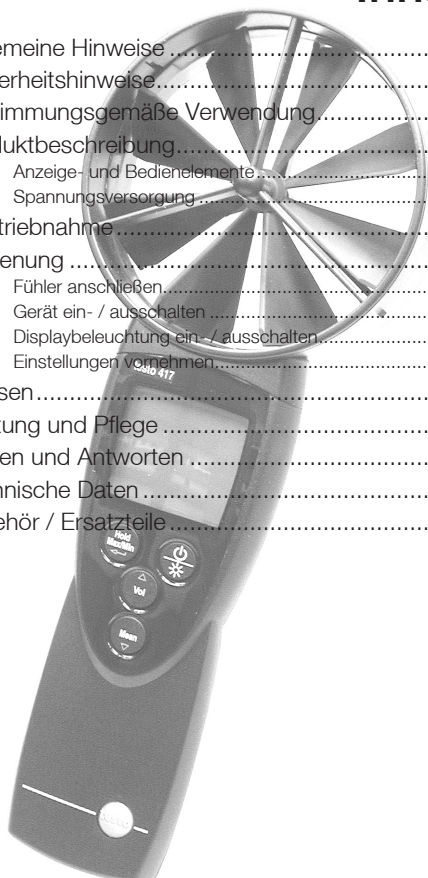 emeine Hinweise
erheitshinweise
timmungsgemäße Verwendung
duktbeschreibung
Anzeige- und Bedienelemente
Spannungsversorgung
triebnahme
enung
Fühler anschließen
Gerät ein- / ausschalten
Displaybeleuchtung ein- / ausschalten
Einstellungen vornehmen
sen
tung und Pflege
en und Antworten
hnische Daten
ehör / Ersatzteile
testo 417
Hold
Max/Min
Vol
Mean